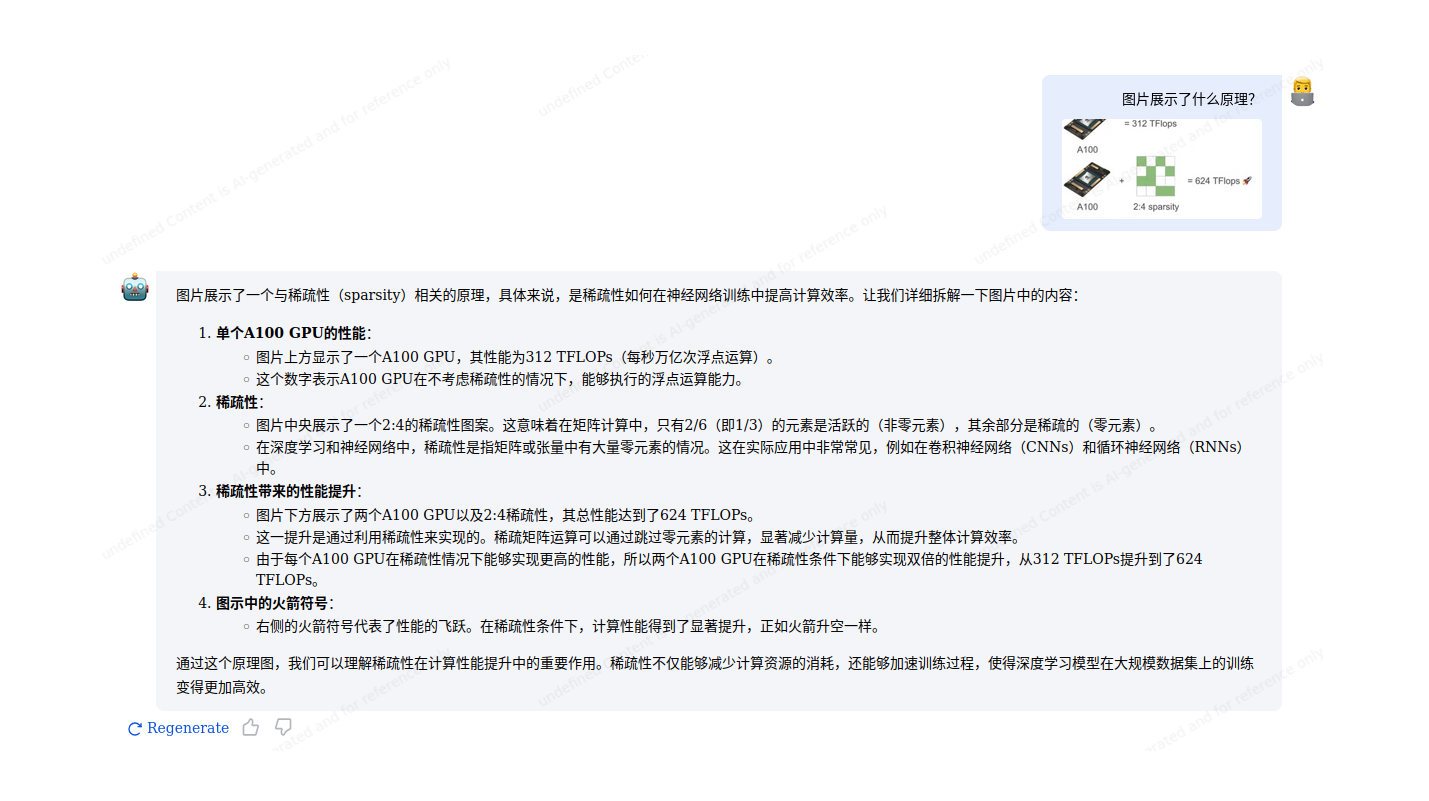 图片展示了什么原理?
= 312 TFlops
A100
+
= 624 TFlops 🚀
A100
2:4 sparsity
图片展示了一个与稀疏性（sparsity）相关的原理，具体来说，是稀疏性如何在神经网络训练中提高计算效率。让我们详细拆解一下图片中的内容：
1. 单个A100 GPU的性能：
○ 图片上方显示了一个A100 GPU，其性能为312 TFLOPs（每秒万亿次浮点运算）。
○ 这个数字表示A100 GPU在不考虑稀疏性的情况下，能够执行的浮点运算能力。
2. 稀疏性：
○ 图片中央展示了一个2:4的稀疏性图案。这意味着在矩阵计算中，只有2/6（即1/3）的元素是活跃的（非零元素），其余部分是稀疏的（零元素）。
○ 在深度学习和神经网络中，稀疏性是指矩阵或张量中有大量零元素的情况。这在实际应用中非常常见，例如在卷积神经网络（CNNs）和循环神经网络（RNNs）
中。
3. 稀疏性带来的性能提升：
○ 图片下方展示了两个A100 GPU以及2:4稀疏性，其总性能达到了624 TFLOPs。
○ 这一提升是通过利用稀疏性来实现的。稀疏矩阵运算可以通过跳过零元素的计算，显著减少计算量，从而提升整体计算效率。
○ 由于每个A100 GPU在稀疏性情况下能够实现更高的性能，所以两个A100 GPU在稀疏性条件下能够实现双倍的性能提升，从312 TFLOPs提升到了624
TFLOPs。
4. 图示中的火箭符号：
○ 右侧的火箭符号代表了性能的飞跃。在稀疏性条件下，计算性能得到了显著提升，正如火箭升空一样。
通过这个原理图，我们可以理解稀疏性在计算性能提升中的重要作用。稀疏性不仅能够减少计算资源的消耗，还能够加速训练过程，使得深度学习模型在大规模数据集上的训练
变得更加高效。
Regenerate
undefined Content is AI-generated and for reference only